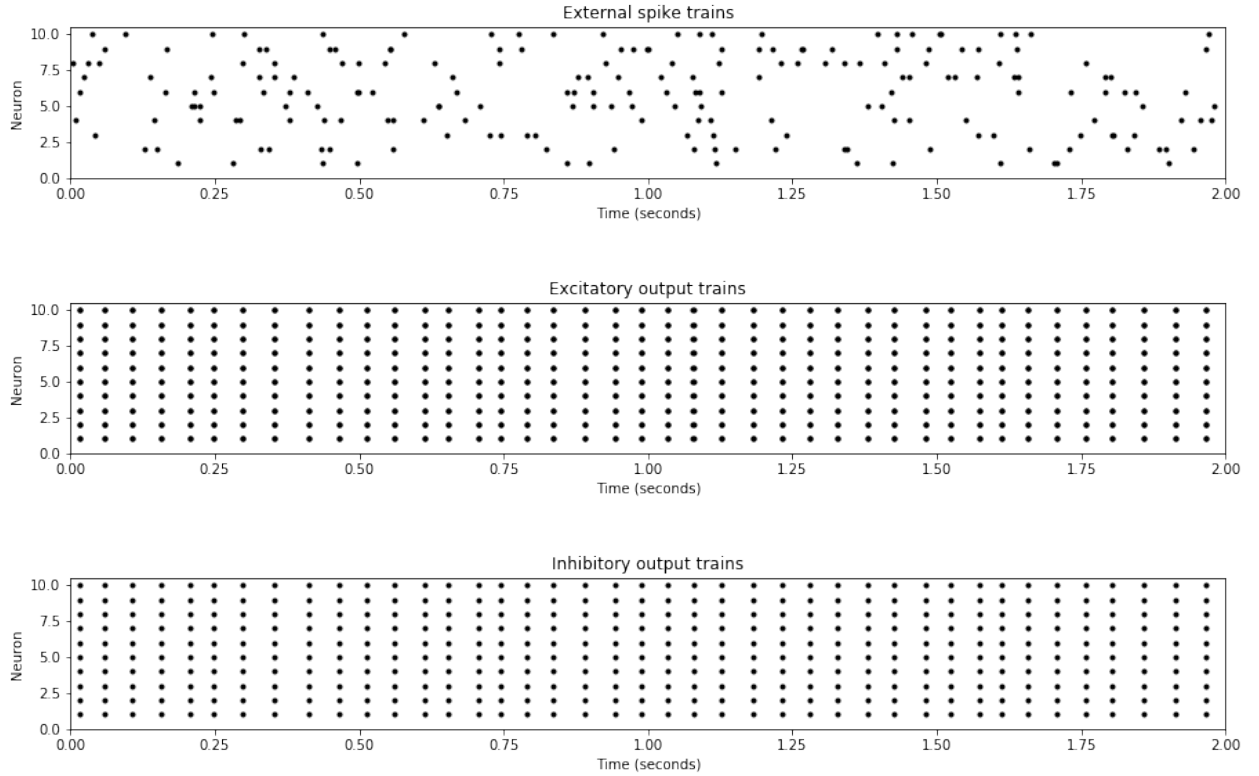 External spike trains
10.0
7.5
5.0
2.5
0.0
Neuron
0.00 0.25 0.50 0.75 1.00 1.25 1.50 1.75 2.00
Time (seconds)
Excitatory output trains
10.0
7.5
5.0
2.5
0.0
Neuron
0.00 0.25 0.50 0.75 1.00 1.25 1.50 1.75 2.00
Time (seconds)
Inhibitory output trains
10.0
7.5
5.0
2.5
0.0
Neuron
0.00 0.25 0.50 0.75 1.00 1.25 1.50 1.75 2.00
Time (seconds)